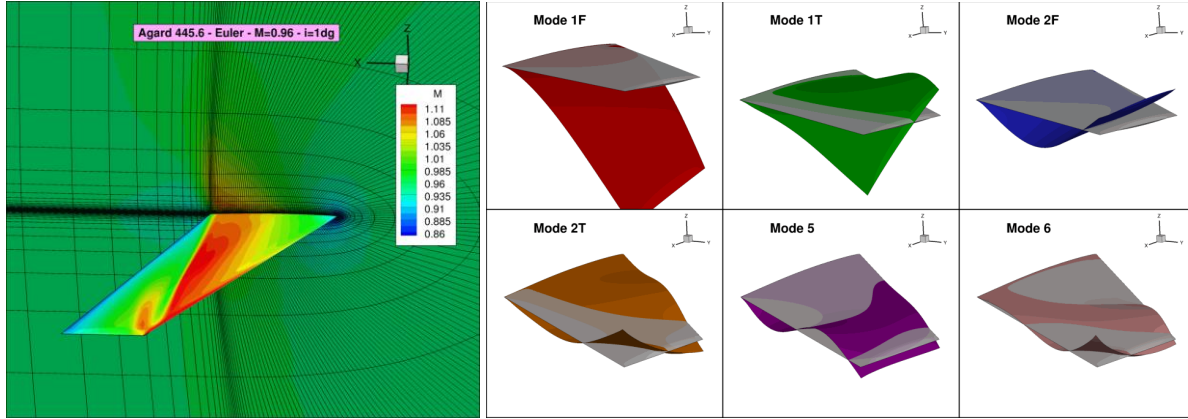 Agard 445.6 - Euler - M=0.96 - i=1dg
Z
X
M
1.11
1.085
1.06
1.035
1.01
0.985
0.96
0.935
0.91
0.885
0.86
Mode 1F
Z
X
Y
Mode 1T
Z
X
Y
Mode 2F
Z
X
Y
Mode 2T
Z
X
Y
Mode 5
Z
X
Y
Mode 6
Z
X
Y